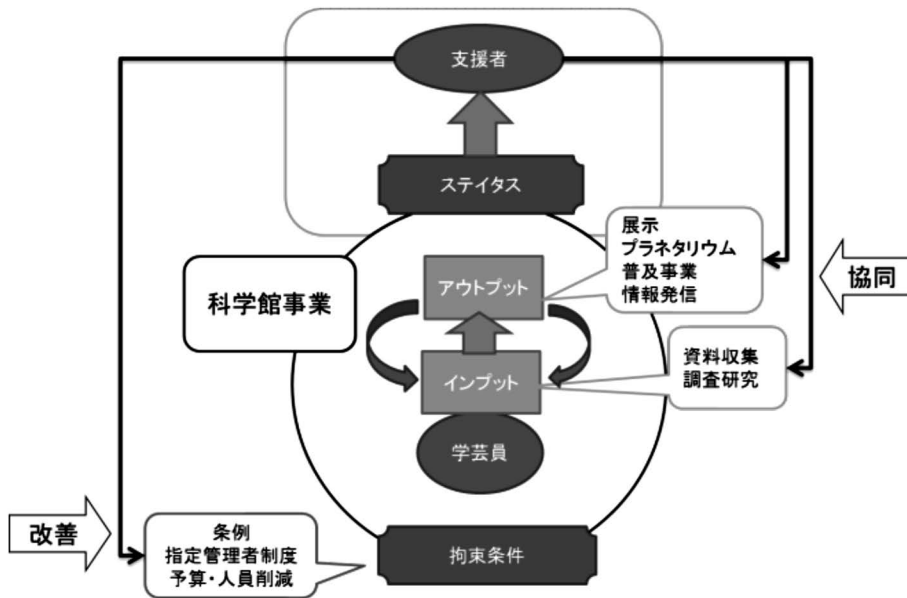 支援者
ステイタス
展示
プラネタリウム
普及事業
情報発信
協同
科学館事業
アウトプット
資料収集
調査研究
インプット
学芸員
改善
条例
指定管理者制度
予算・人員削減
拘束条件